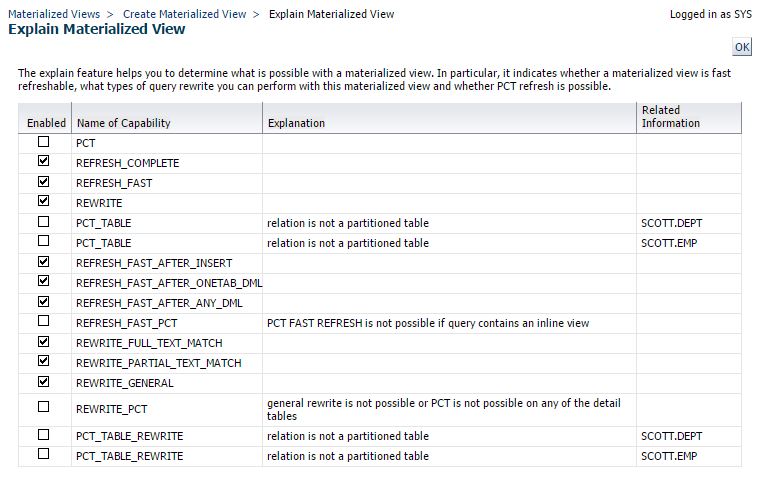 Materialized Views > Create Materialized View > Explain Materialized View Logged in as SYS
Explain Materialized View
OK
The explain feature helps you to determine what is possible with a materialized view. In particular, it indicates whether a materialized view is fast
refreshable, what types of query rewrite you can perform with this materialized view and whether PCT refresh is possible.
Enabled Name of Capability Explanation Related
Information
PCT
REFRESH_COMPLETE
REFRESH_FAST
REWRITE
PCT_TABLE relation is not a partitioned table SCOTT.DEPT
PCT_TABLE relation is not a partitioned table SCOTT.EMP
REFRESH_FAST_AFTER_INSERT
REFRESH_FAST_AFTER_ONETAB_DML
REFRESH_FAST_AFTER_ANY_DML
REFRESH_FAST_PCT PCT FAST REFRESH is not possible if query contains an inline view
REWRITE_FULL_TEXT_MATCH
REWRITE_PARTIAL_TEXT_MATCH
REWRITE_GENERAL
REWRITE_PCT general rewrite is not possible or PCT is not possible on any of the detail
tables
PCT_TABLE_REWRITE relation is not a partitioned table SCOTT.DEPT
PCT_TABLE_REWRITE relation is not a partitioned table SCOTT.EMP